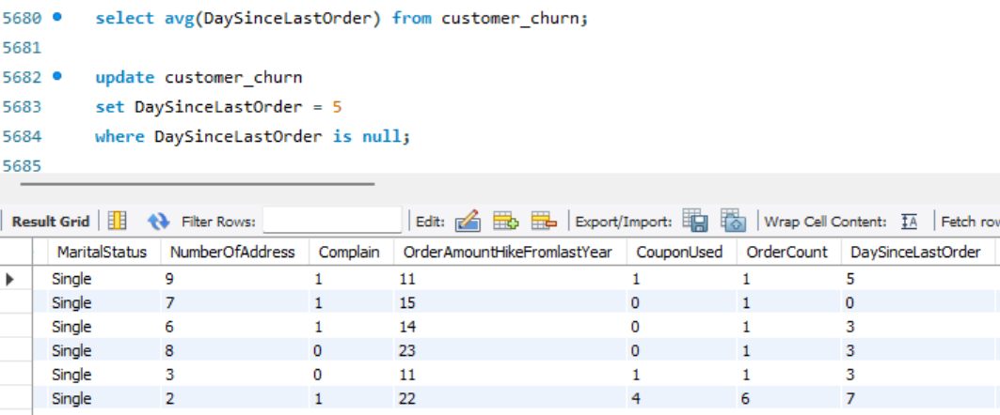 5680 select avg(DaySinceLastOrder) from customer_churn;
5681
5682 update customer_churn
5683 set DaySinceLastOrder = 5
5684 where DaySinceLastOrder is null;
5685
Result Grid Filter Rows: Edit: Export/Import: Wrap Cell Content: IA Fetch row
MaritalStatus NumberOfAddress Complain OrderAmountHikeFromlastYear CouponUsed OrderCount DaySinceLastOrder
Single 9 1 11 1 1 5
Single 7 1 15 0 1 0
Single 6 1 14 0 1 3
Single 8 0 23 0 1 3
Single 3 0 11 1 1 3
Single 2 1 22 4 6 7